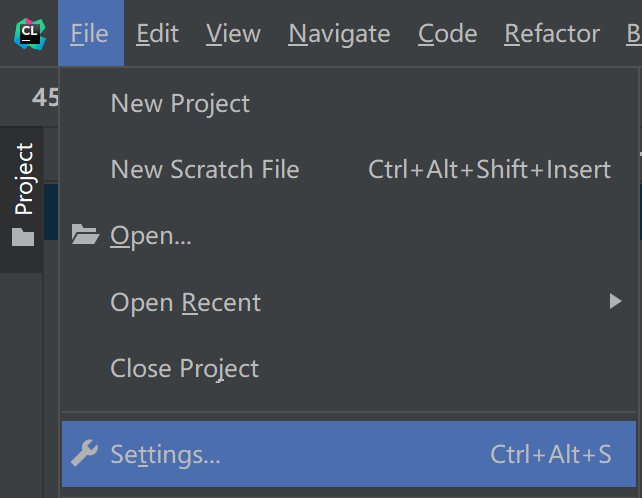 CL File Edit View Navigate Code Refactor B
45
Project
New Project
New Scratch File Ctrl+Alt+Shift+Insert
Open...
Open Recent
Close Project
Settings... Ctrl+Alt+S